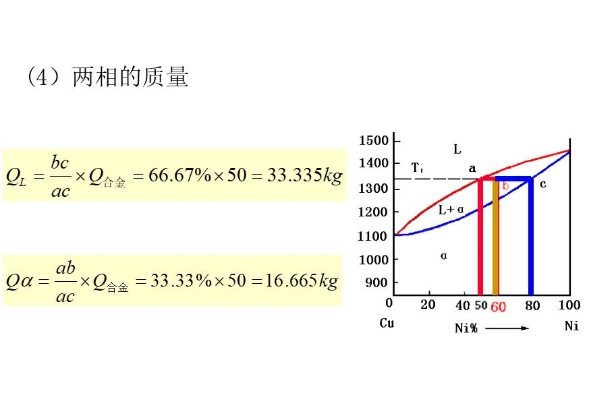 (4) 两相的质量
Q_L = bc/ac × Q合金 = 66.67% × 50 = 33.335kg
Qα = ab/ac × Q合金 = 33.33% × 50 = 16.665kg
1500
1400
1300
1200
1100
1000
900
L
T₁
a
b
c
L+α
α
0 20 40 50 60 80 100
Cu Ni% Ni